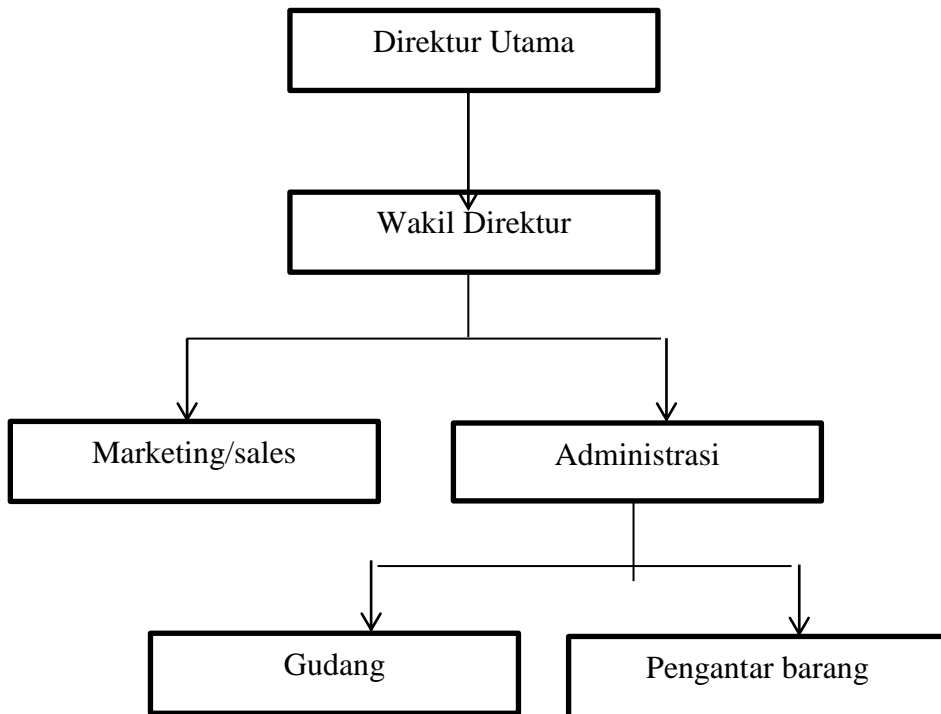 Direktur Utama
Wakil Direktur
Marketing/sales
Administrasi
Gudang
Pengantar barang